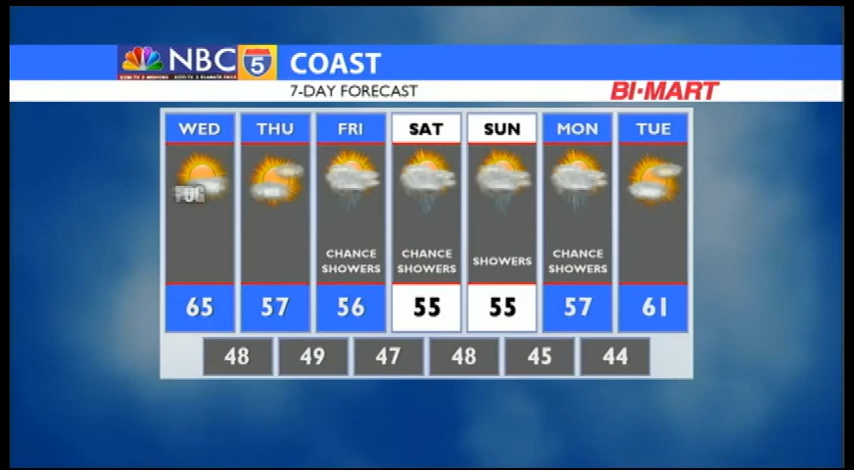 NBC 5 COAST
7-DAY FORECAST BI·MART
WED THU FRI SAT SUN MON TUE
FOG
CHANCE SHOWERS
CHANCE SHOWERS
SHOWERS
CHANCE SHOWERS
65 57 56 55 55 57 61
48 49 47 48 45 44